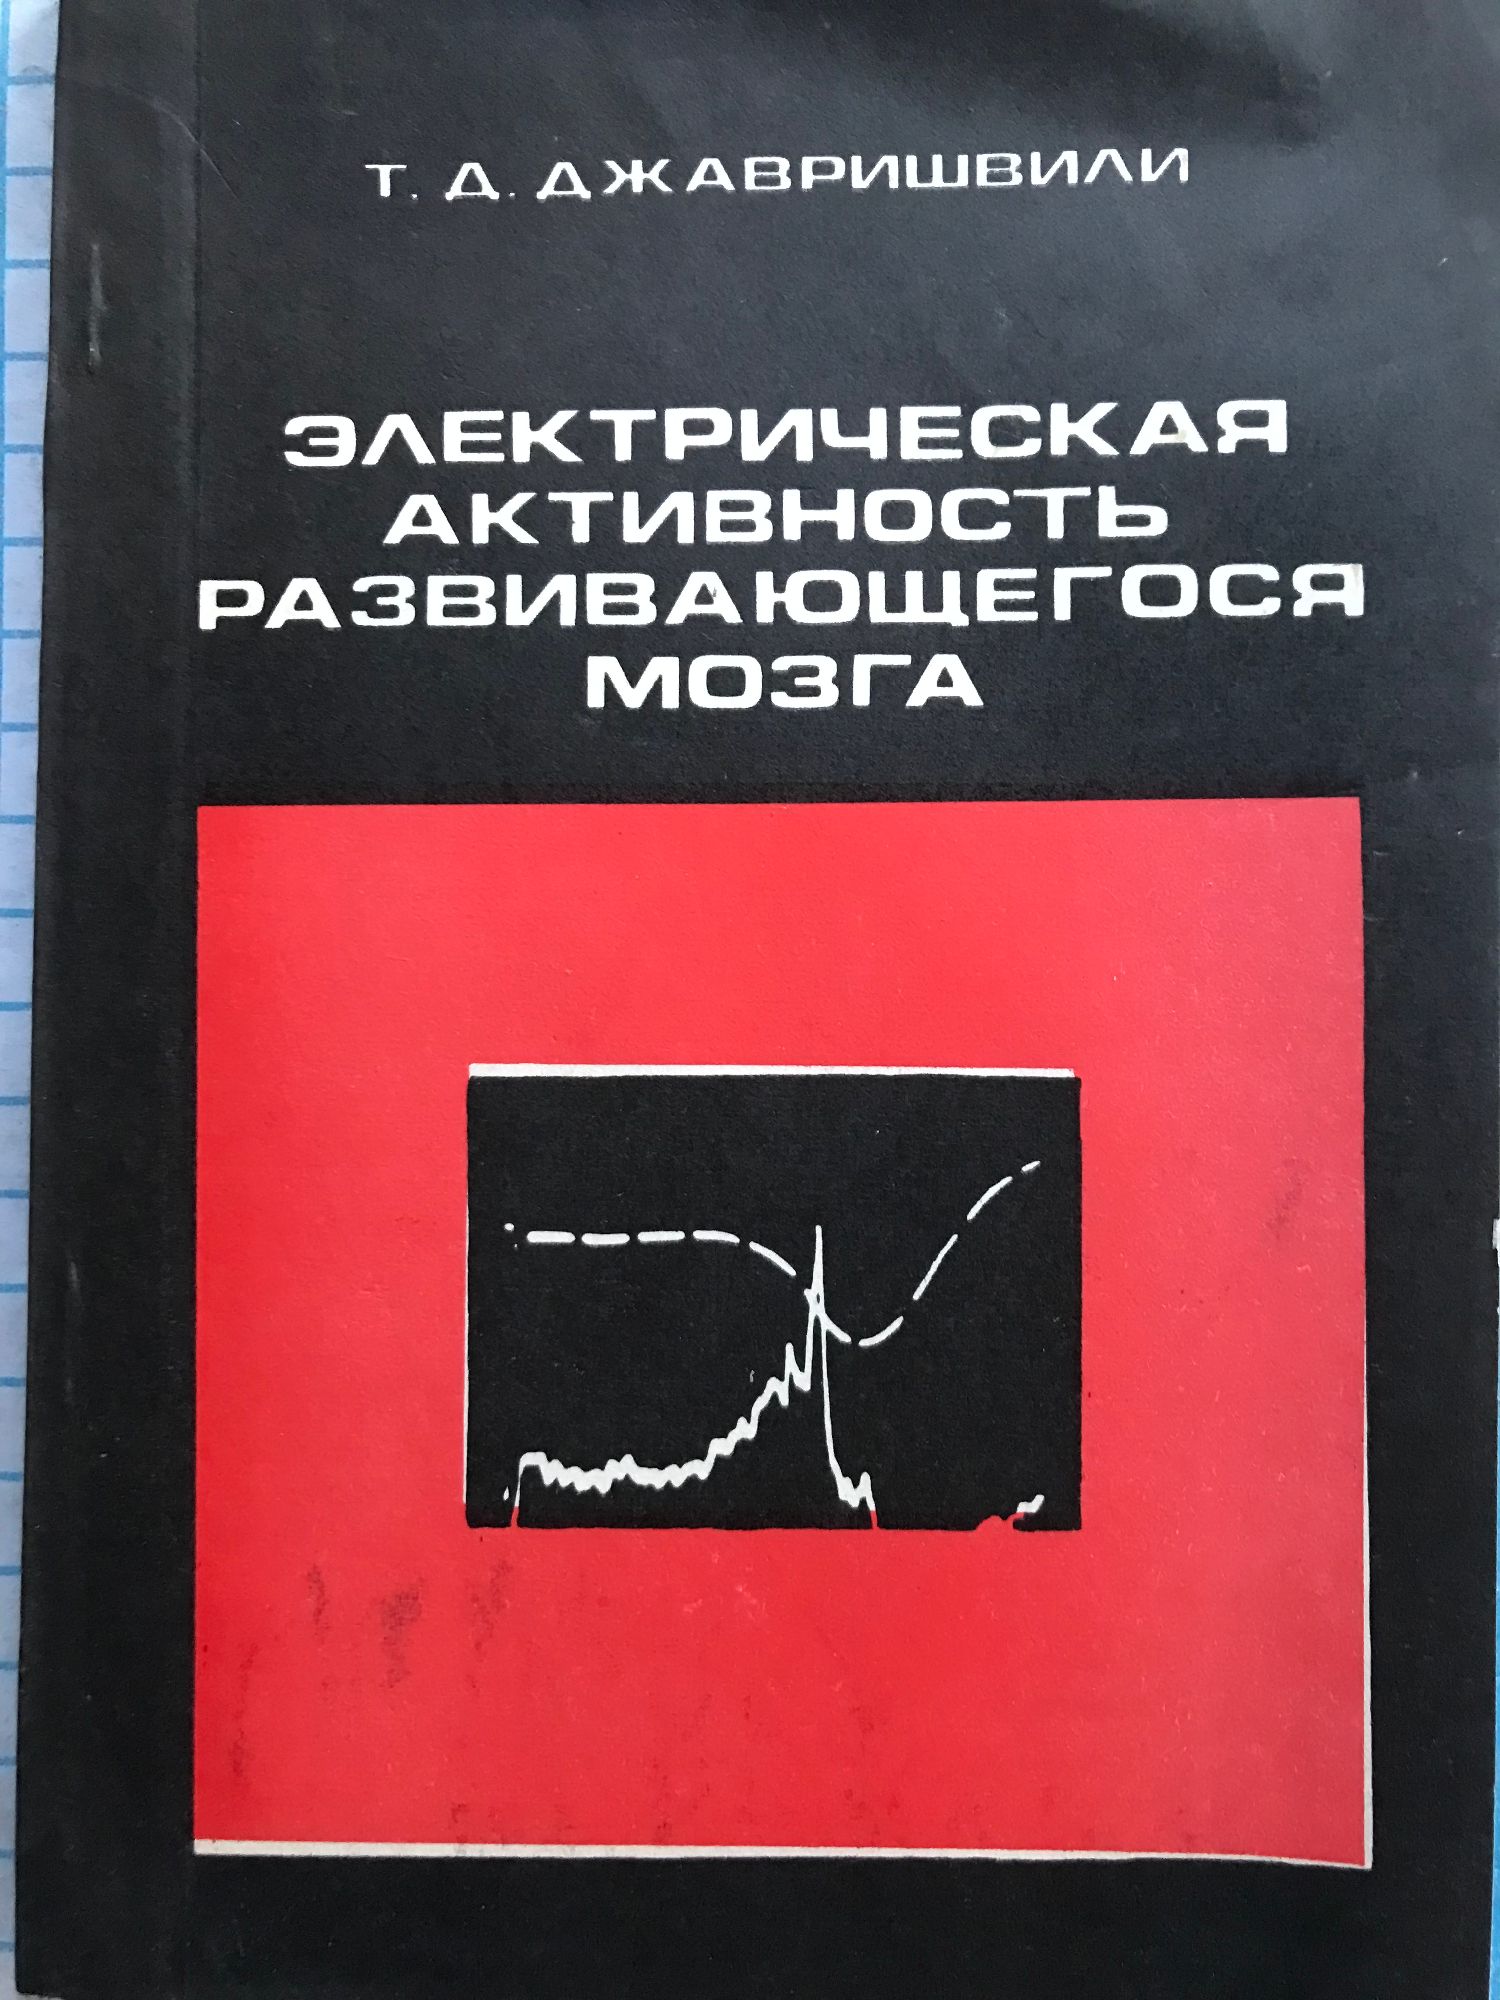 Т. Д. ДЖАВРИШВИЛИ
ЭЛЕКТРИЧЕСКАЯ
АКТИВНОСТЬ
РАЗВИВАЮЩЕГОСЯ
МОЗГА